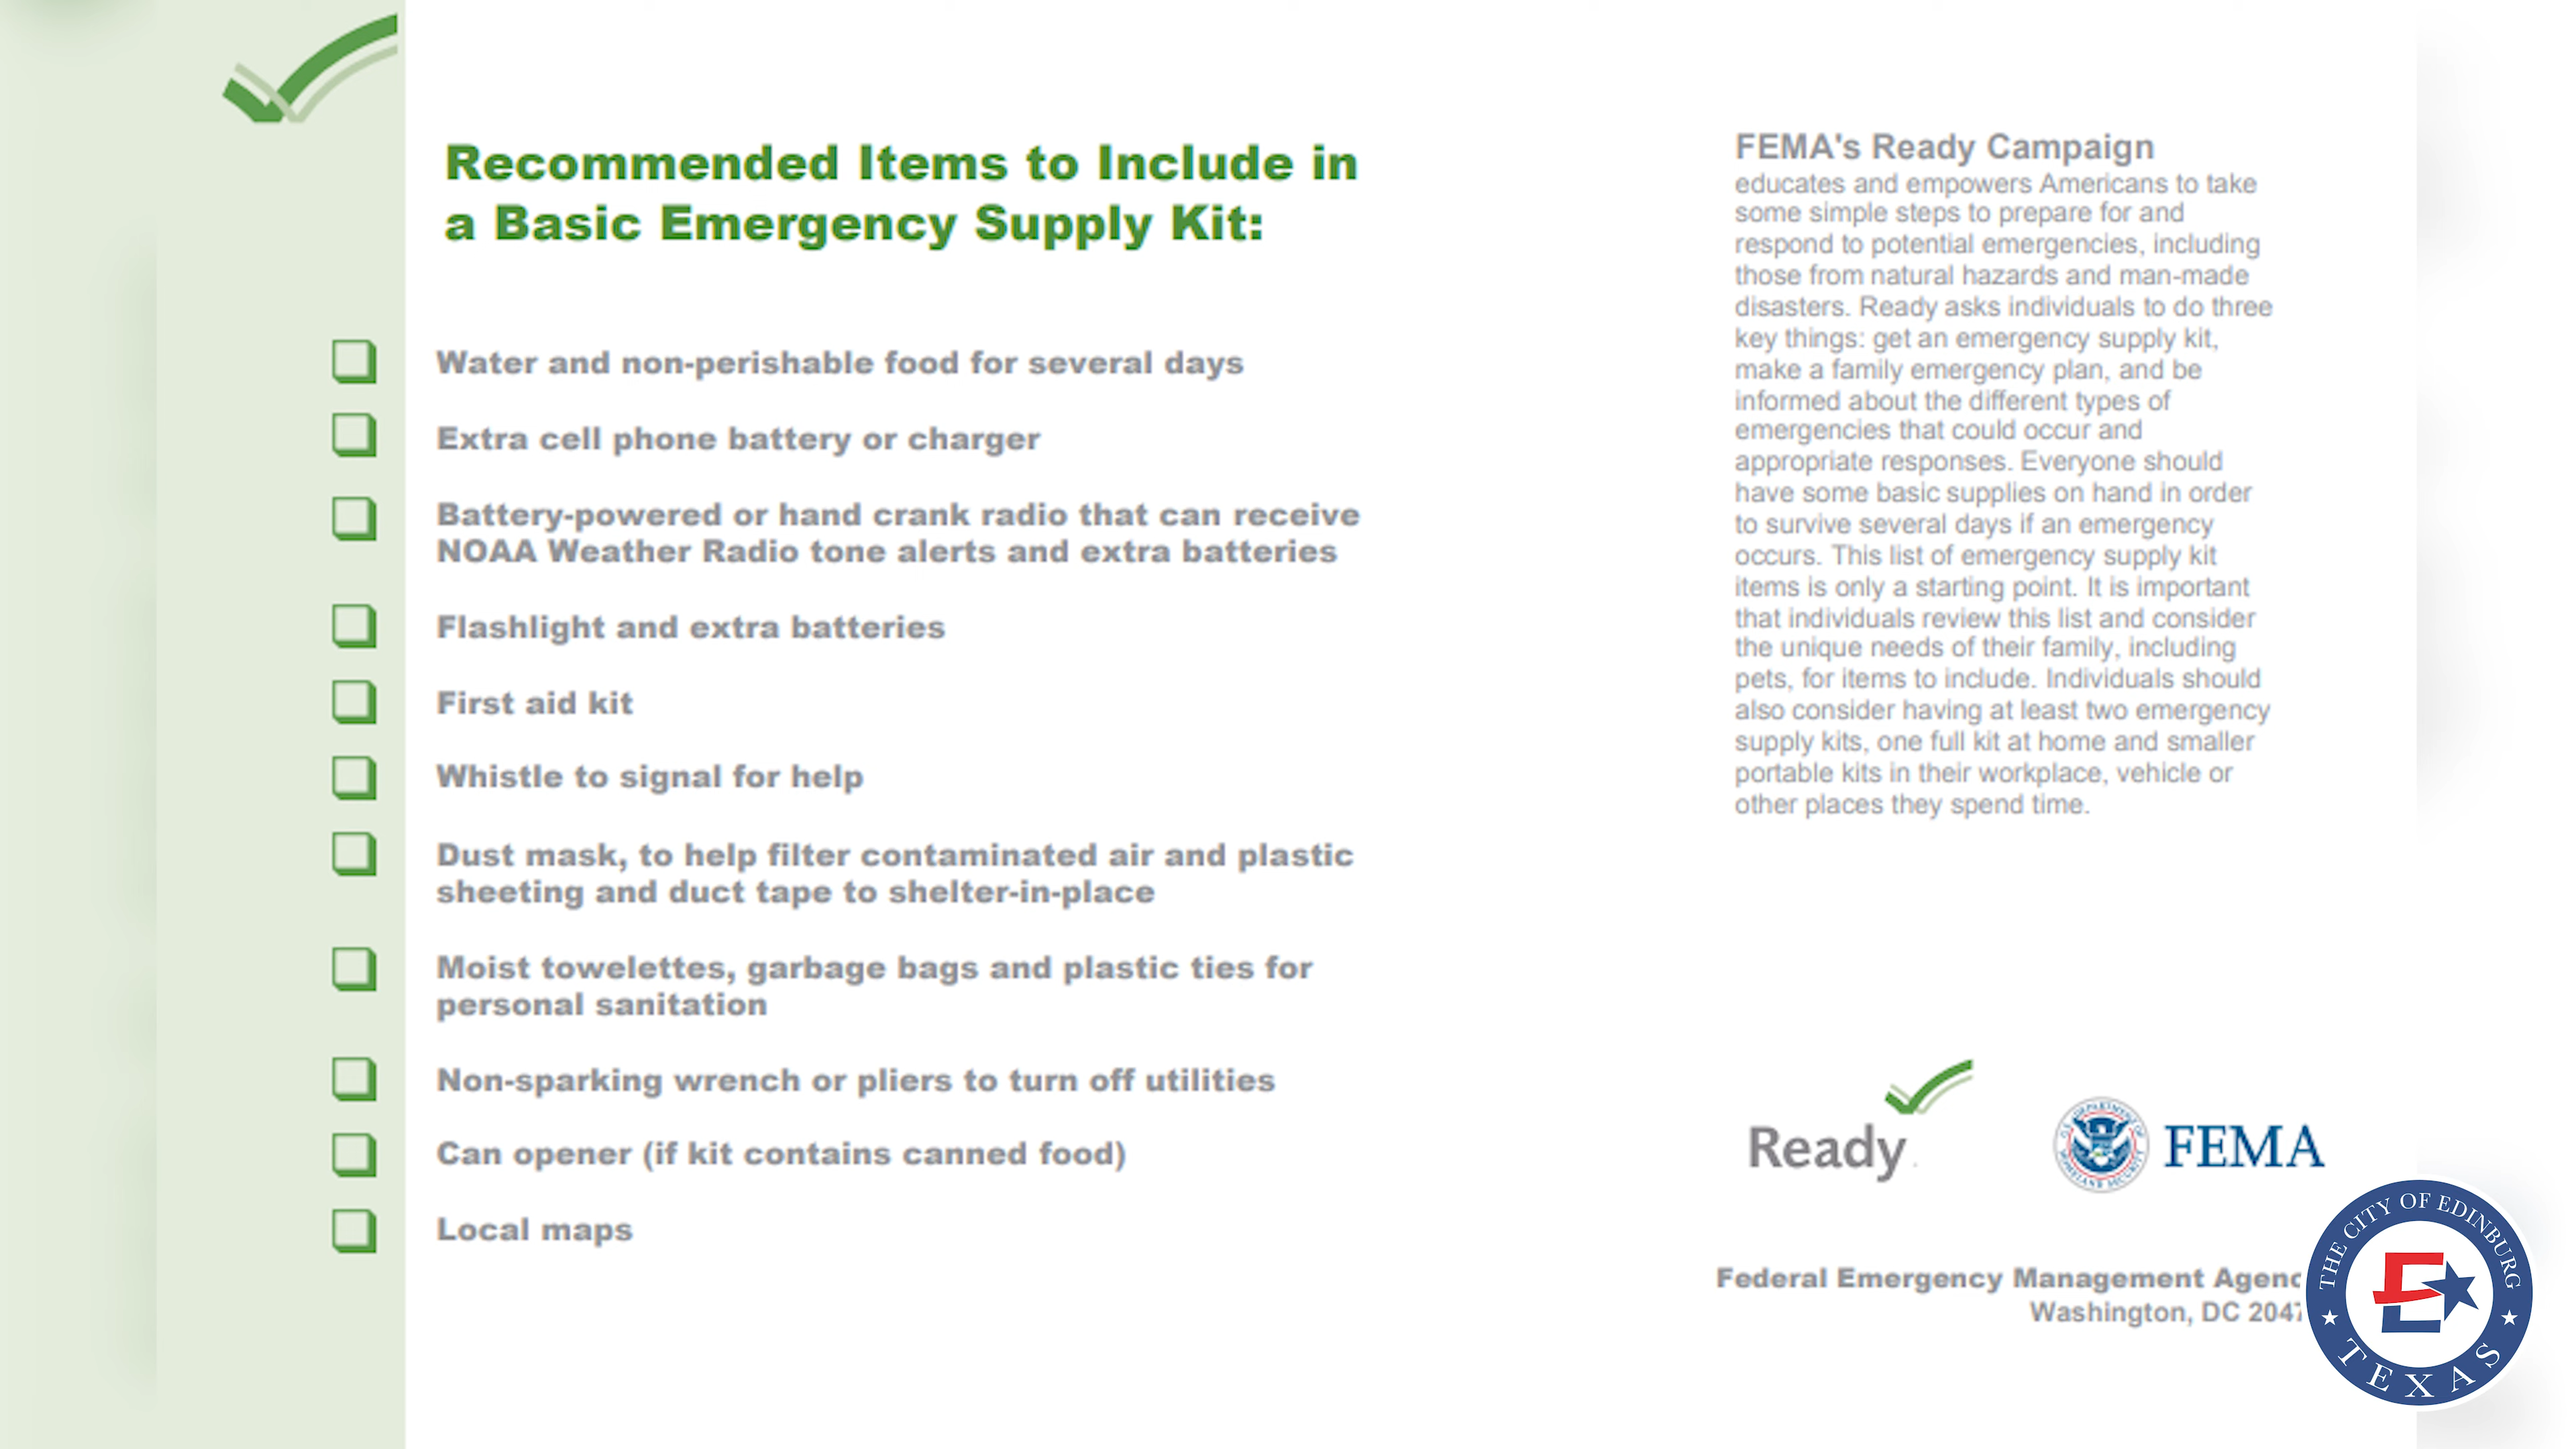 Recommended Items to Include in
a Basic Emergency Supply Kit:
Water and non-perishable food for several days
Extra cell phone battery or charger
Battery-powered or hand crank radio that can receive
NOAA Weather Radio tone alerts and extra batteries
Flashlight and extra batteries
First aid kit
Whistle to signal for help
Dust mask, to help filter contaminated air and plastic
sheeting and duct tape to shelter-in-place
Moist towelettes, garbage bags and plastic ties for
personal sanitation
Non-sparking wrench or pliers to turn off utilities
Can opener (if kit contains canned food)
Local maps
FEMA's Ready Campaign
educates and empowers Americans to take
some simple steps to prepare for and
respond to potential emergencies, including
those from natural hazards and man-made
disasters. Ready asks individuals to do three
key things: get an emergency supply kit,
make a family emergency plan, and be
informed about the different types of
emergencies that could occur and
appropriate responses. Everyone should
have some basic supplies on hand in order
to survive several days if an emergency
occurs. This list of emergency supply kit
items is only a starting point. It is important
that individuals review this list and consider
the unique needs of their family, including
pets, for items to include. Individuals should
also consider having at least two emergency
supply kits, one full kit at home and smaller
portable kits in their workplace, vehicle or
other places they spend time.
Ready
FEMA
Federal Emergency Management
Washington, DC
THE CITY OF EDINBURG
TEXAS